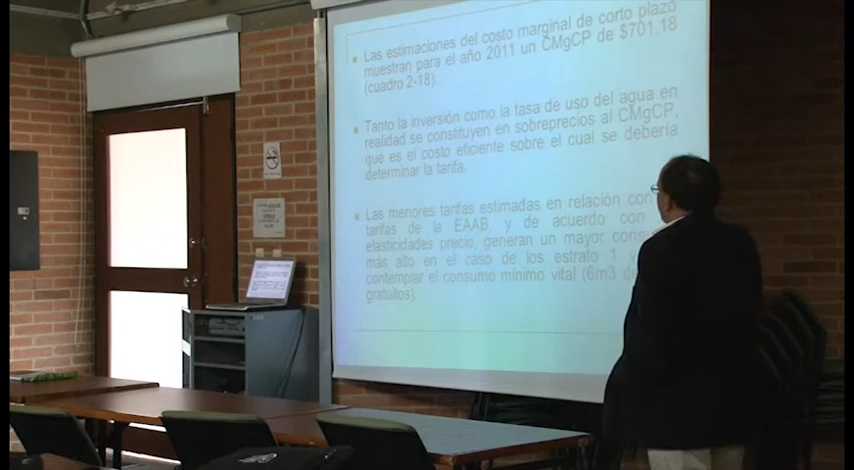 Las estimaciones del costo marginal de corto plazo
muestran para el año 2011 un CMgCP de $701,18
(cuadro 2-18).
Tanto la inversión como la tasa de uso del agua en
realidad se constituyen en sobreprecios al CMgCP,
que es el costo eficiente sobre el cual se debería
determinar la tarifa.
Las menores tarifas estimadas en relación con
tarifas de la EAAB, y de acuerdo con
elasticidades precio, generan un mayor
más alto en el caso de los estrato 1
contemplar el consumo mínimo vital (6m3
gratuitos).